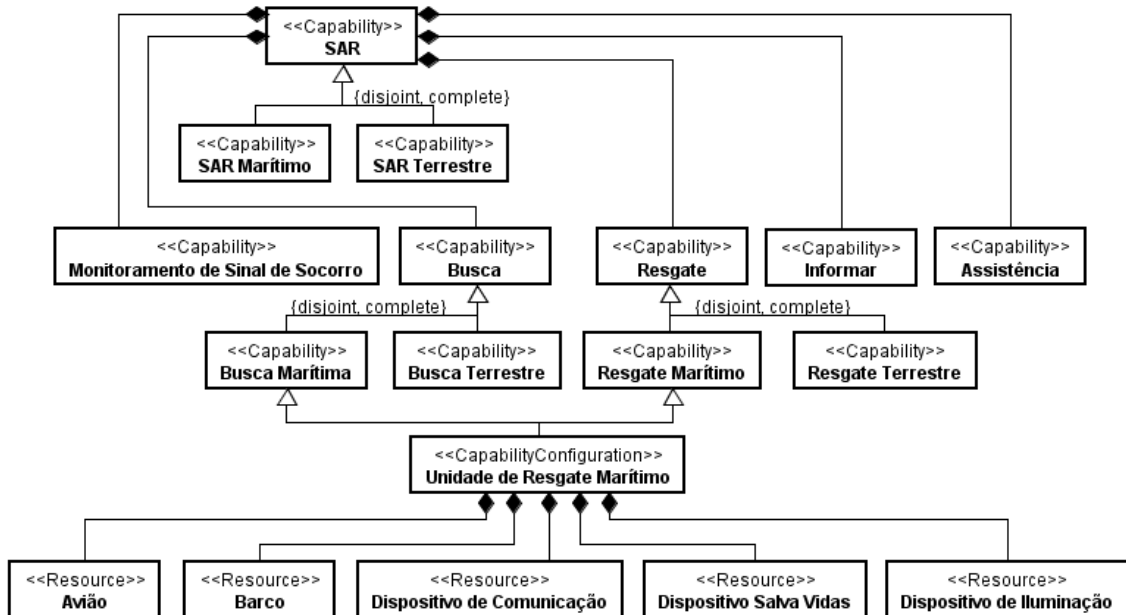 <<Capability>>
SAR
{disjoint, complete}
<<Capability>>
SAR Marítimo
<<Capability>>
SAR Terrestre
<<Capability>>
Monitoramento de Sinal de Socorro
<<Capability>>
Busca
<<Capability>>
Resgate
<<Capability>>
Informar
<<Capability>>
Assistência
{disjoint, complete}
{disjoint, complete}
<<Capability>>
Busca Marítima
<<Capability>>
Busca Terrestre
<<Capability>>
Resgate Marítimo
<<Capability>>
Resgate Terrestre
<<CapabilityConfiguration>>
Unidade de Resgate Marítimo
<<Resource>>
Avião
<<Resource>>
Barco
<<Resource>>
Dispositivo de Comunicação
<<Resource>>
Dispositivo Salva Vidas
<<Resource>>
Dispositivo de Iluminação